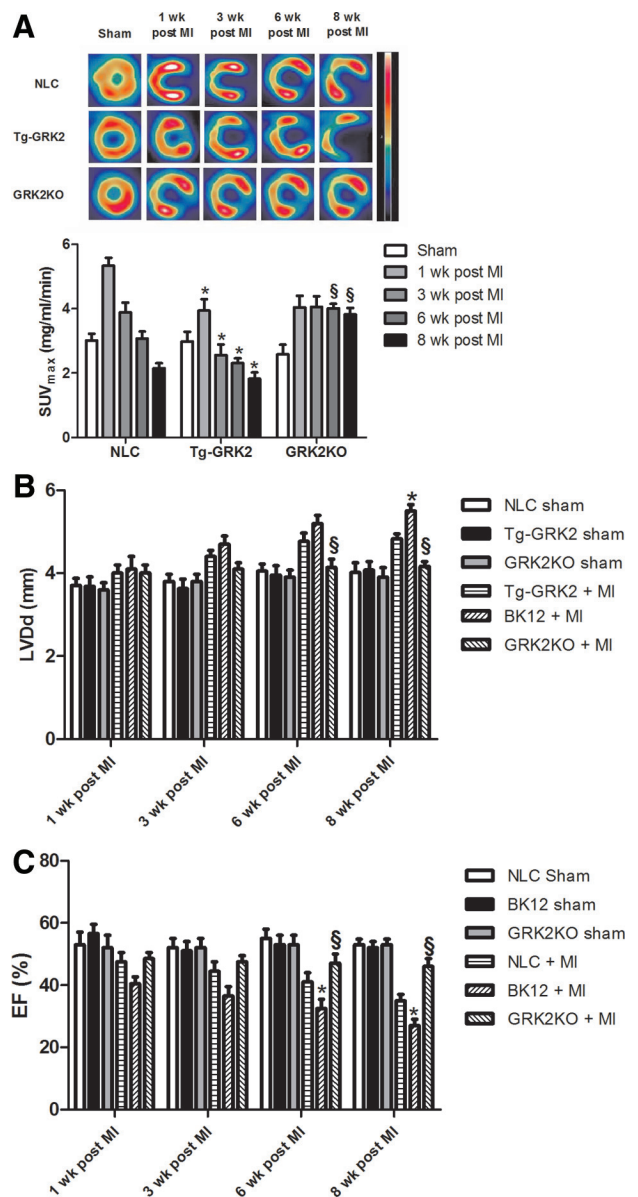 A
Sham
1 wk
post MI
3 wk
post MI
6 wk
post MI
8 wk
post MI
NLC
Tg-GRK2
GRK2KO
SUVmax (mg/ml/min)
6
4
2
0
* * * *
§ §
NLC
Tg-GRK2
GRK2KO
Sham
1 wk post MI
3 wk post MI
6 wk post MI
8 wk post MI
B
LVDd (mm)
6
4
2
0
§
*
§
1 wk post MI
3 wk post MI
6 wk post MI
8 wk post MI
NLC sham
Tg-GRK2 sham
GRK2KO sham
Tg-GRK2 + MI
BK12 + MI
GRK2KO + MI
C
EF (%)
80
60
40
20
0
*
§
*
§
1 wk post MI
3 wk post MI
6 wk post MI
8 wk post MI
NLC Sham
BK12 sham
GRK2KO sham
NLC + MI
BK12 + MI
GRK2KO + MI